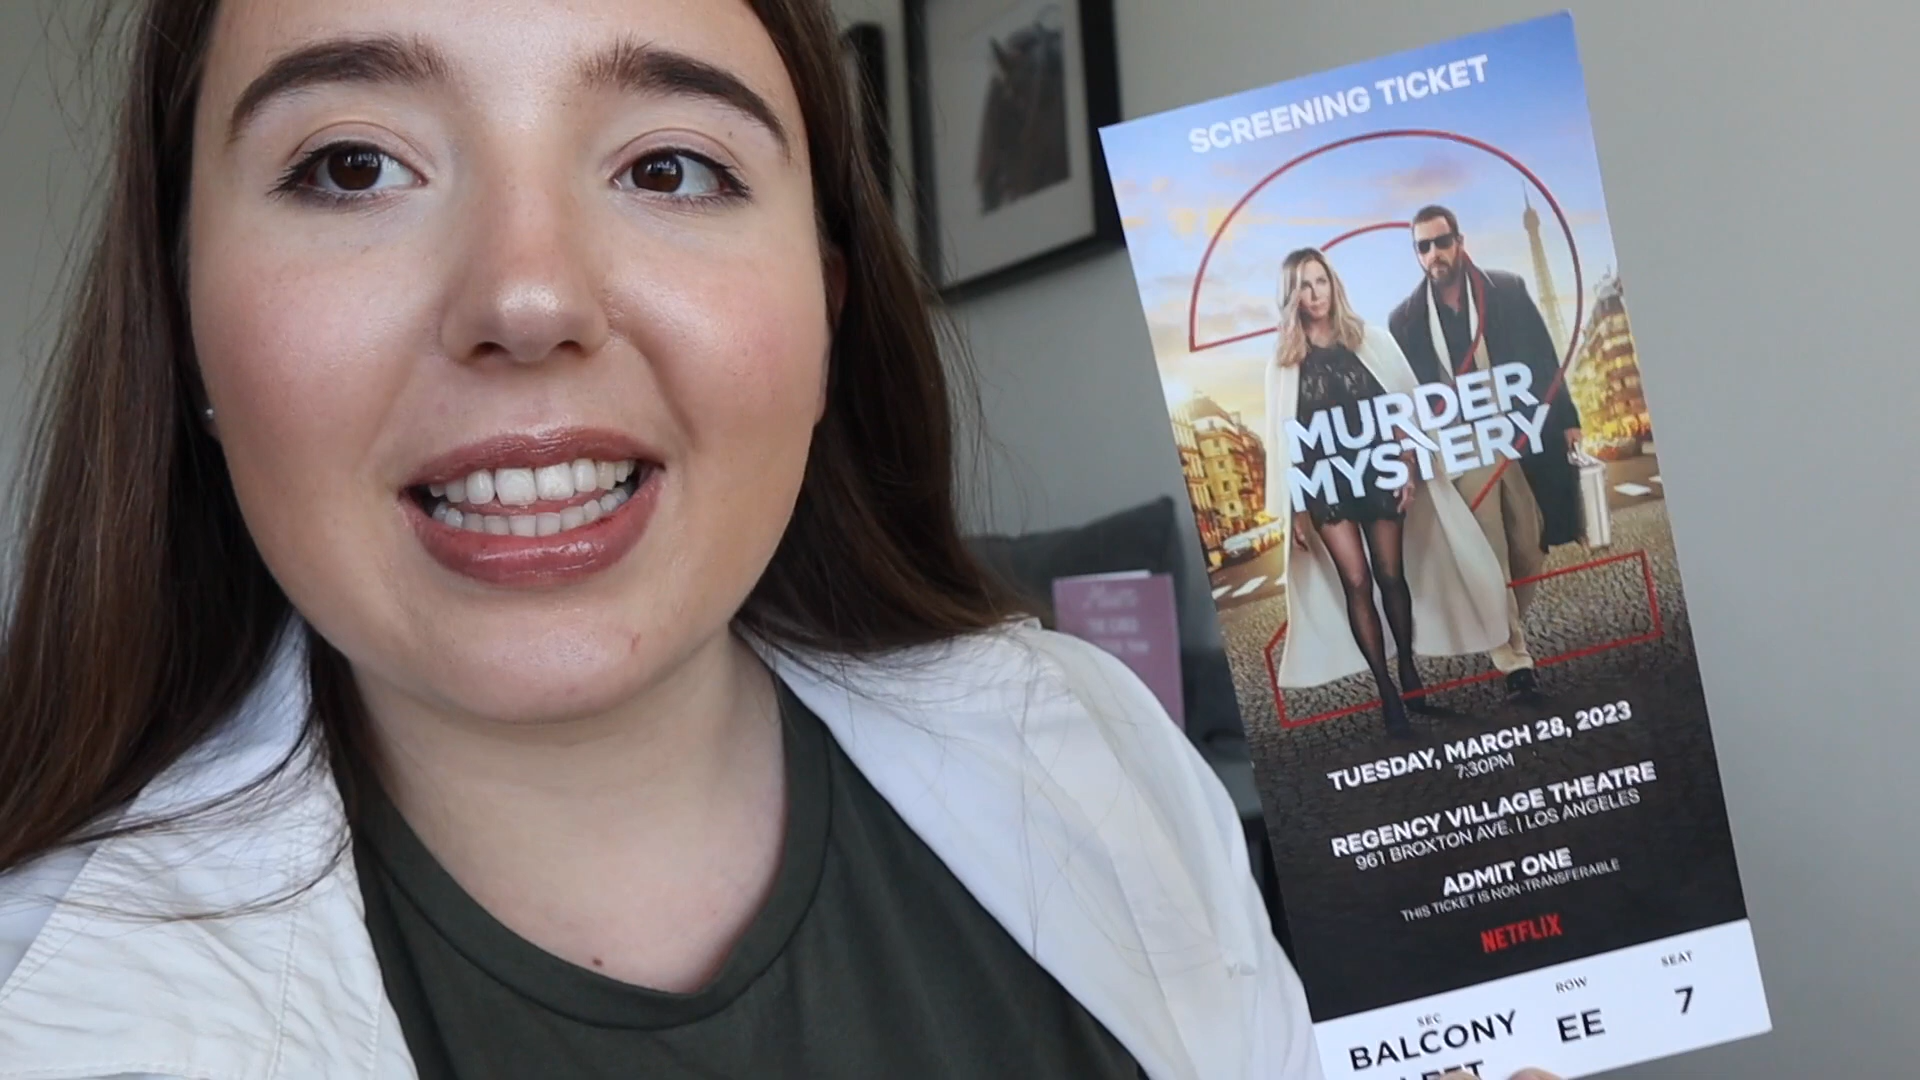 SCREENING TICKET
2
MURDER
MYSTERY
TUESDAY, MARCH 28, 2023
7:30PM
REGENCY VILLAGE THEATRE
961 BROXTON AVE. | LOS ANGELES
ADMIT ONE
THIS TICKET IS NON-TRANSFERABLE
NETFLIX
SEC ROW SEAT
BALCONY EE 7